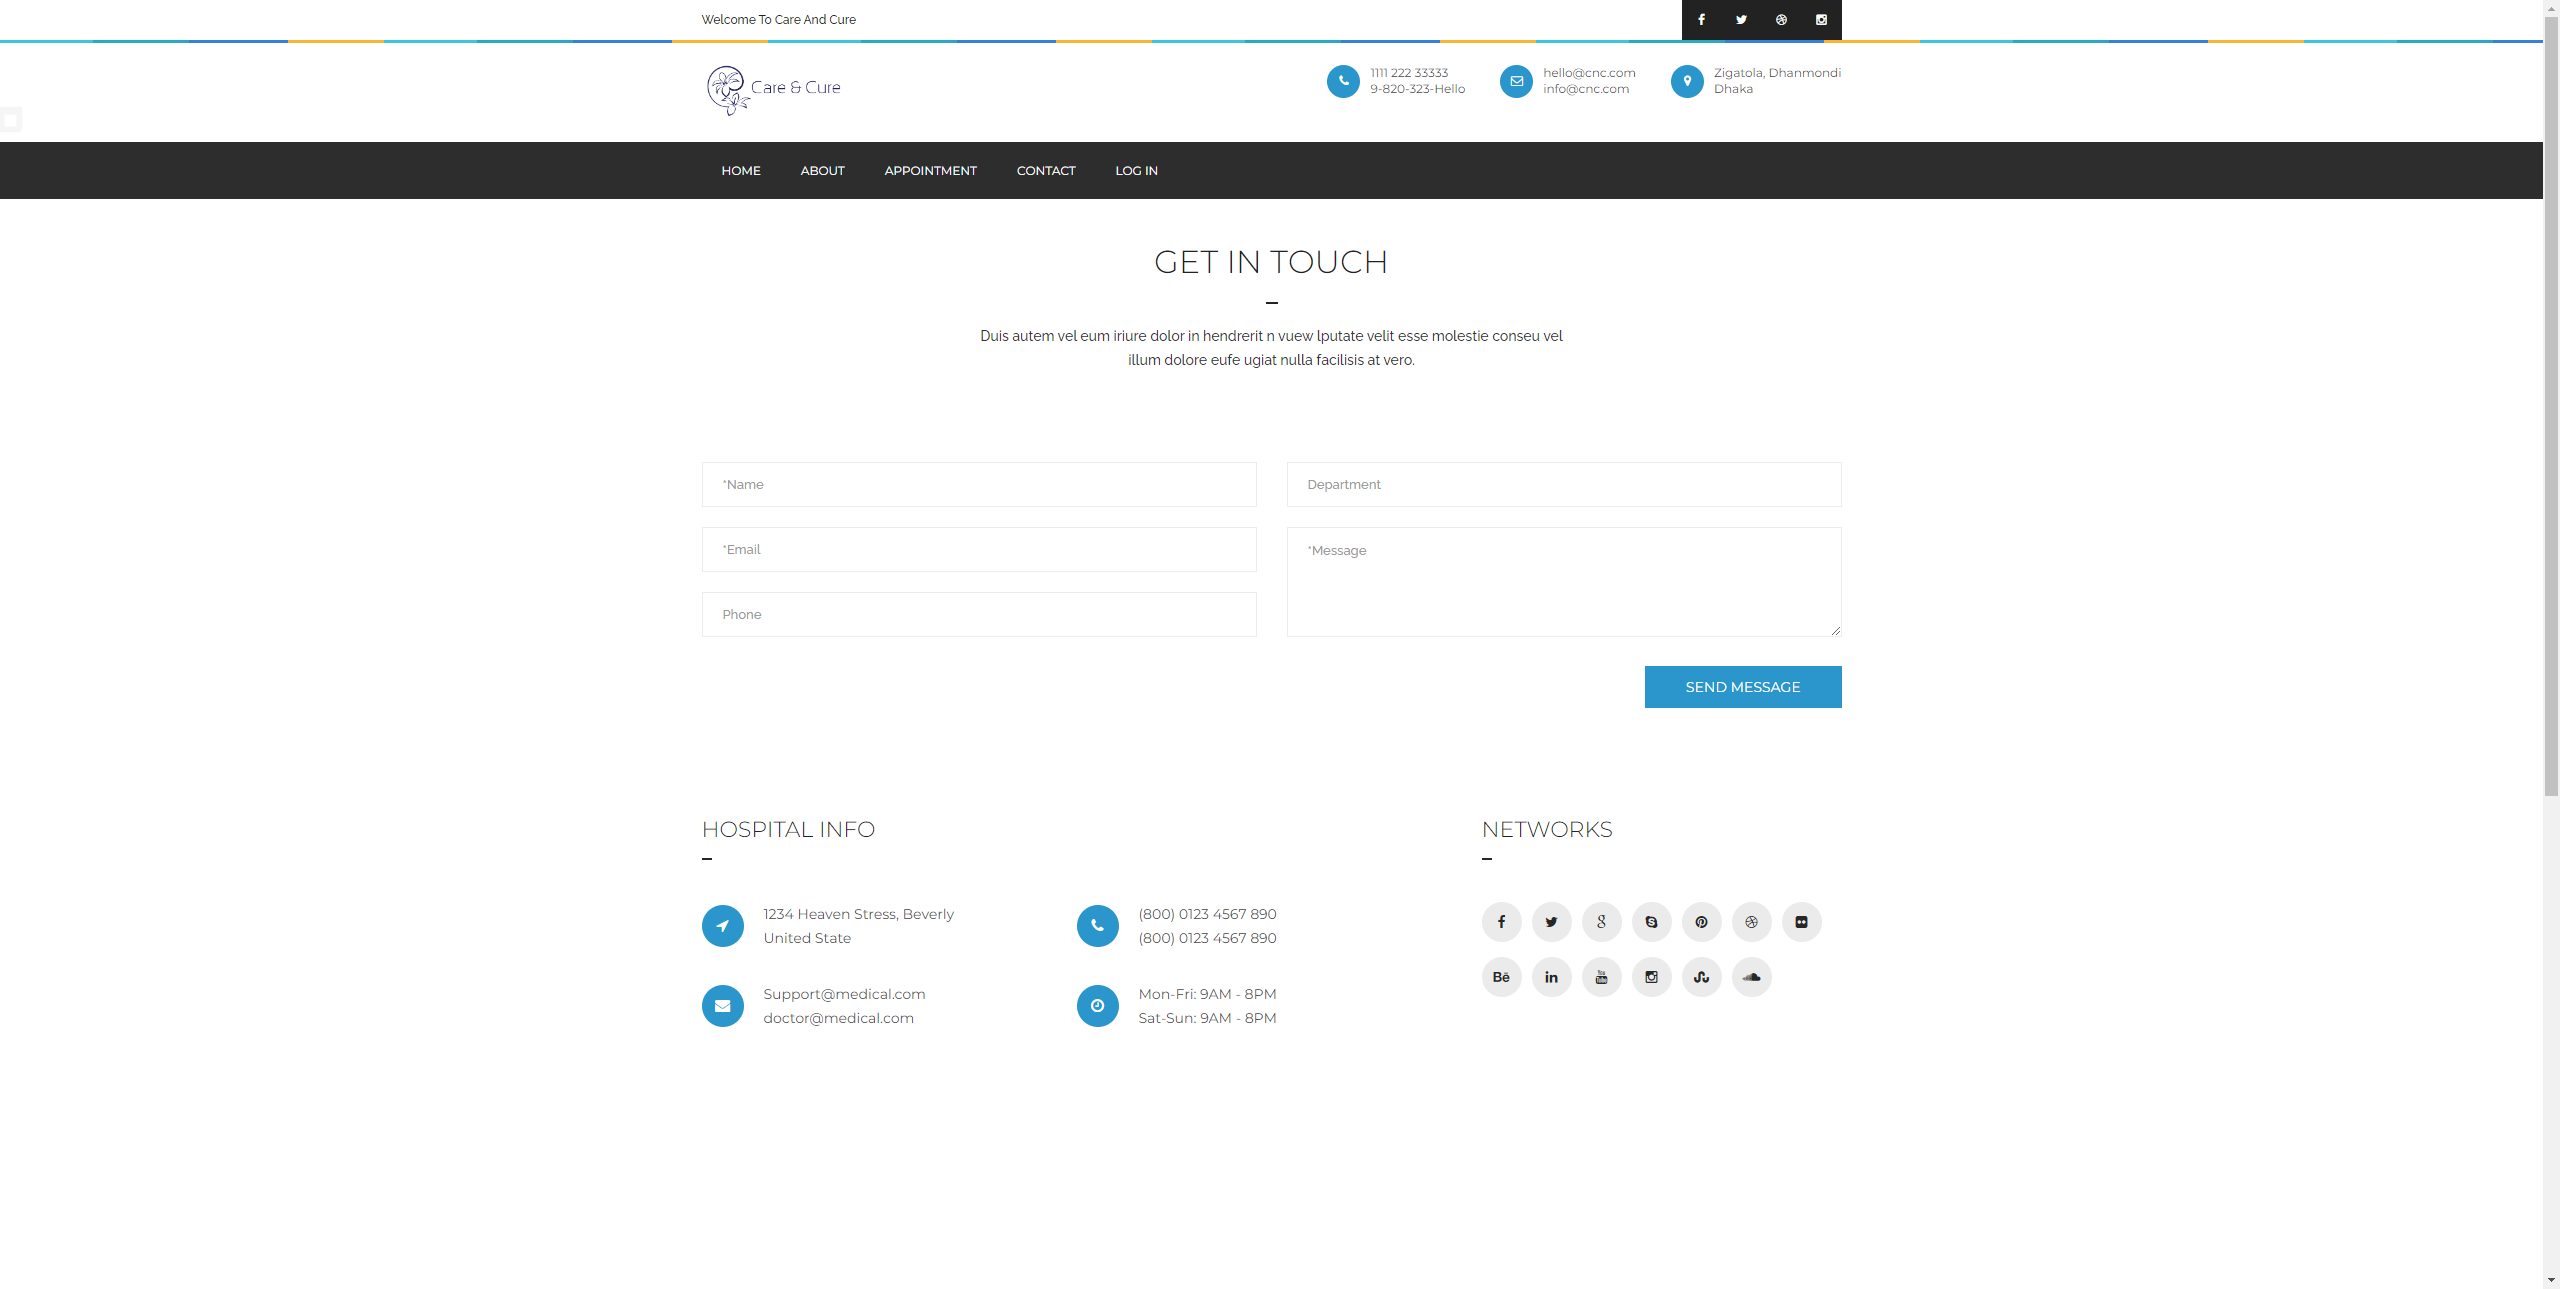 Welcome To Care And Cure
Care & Cure
1111 222 33333
9-820-323-Hello
hello@cnc.com
info@cnc.com
Zigatola, Dhanmondi
Dhaka
HOME ABOUT APPOINTMENT CONTACT LOG IN
GET IN TOUCH
Duis autem vel eum iriure dolor in hendrerit n vuew lputate velit esse molestie conseu vel
illum dolore eufe ugiat nulla facilisis at vero.
*Name
Department
*Email
*Message
Phone
SEND MESSAGE
HOSPITAL INFO
1234 Heaven Stress, Beverly
United State
(800) 0123 4567 890
(800) 0123 4567 890
Support@medical.com
doctor@medical.com
Mon-Fri: 9AM - 8PM
Sat-Sun: 9AM - 8PM
NETWORKS